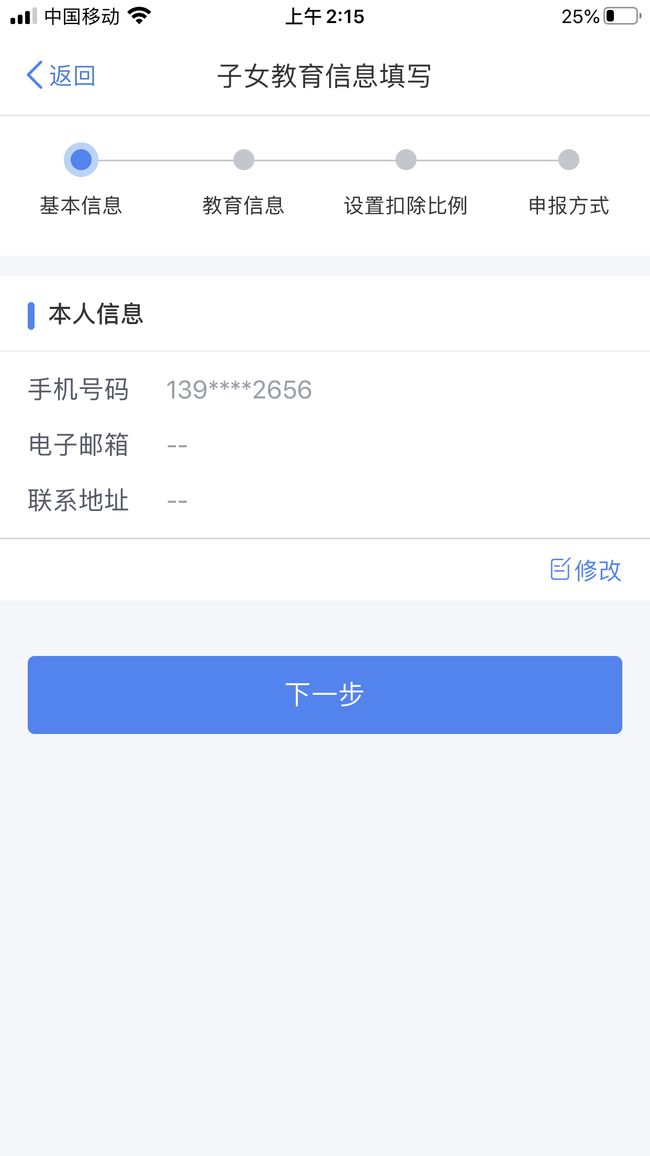 中国移动 上午 2:15 25%
返回 子女教育信息填写
基本信息 教育信息 设置扣除比例 申报方式
本人信息
手机号码 139****2656
电子邮箱 --
联系地址 --
修改
下一步